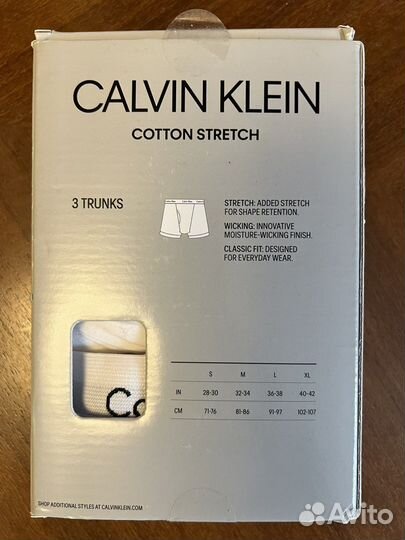 CALVIN KLEIN
COTTON STRETCH
3 TRUNKS
STRETCH: ADDED STRETCH
FOR SHAPE RETENTION.
WICKING: INNOVATIVE
MOISTURE-WICKING FINISH.
CLASSIC FIT: DESIGNED
FOR EVERYDAY WEAR.
S M L XL
IN 28-30 32-34 36-38 40-42
CM 71-76 81-86 91-97 102-107
Ca
SHOP ADDITIONAL STYLES AT CALVINKLEIN.COM
Avito